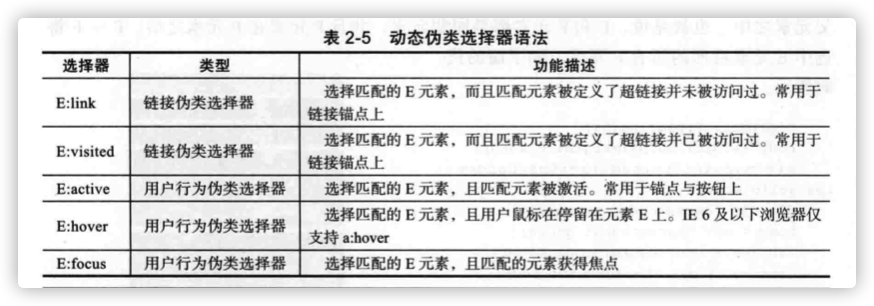 表 2-5 动态伪类选择器语法
选择器 类型 功能描述
E:link 链接伪类选择器 选择匹配的 E 元素，而且匹配元素被定义了超链接并未被访问过。常用于
链接锚点上
E:visited 链接伪类选择器 选择匹配的 E 元素，而且匹配元素被定义了超链接并已被访问过。常用于
链接锚点上
E:active 用户行为伪类选择器 选择匹配的 E 元素，且匹配元素被激活。常用于锚点与按钮上
E:hover 用户行为伪类选择器 选择匹配的 E 元素，且用户鼠标在停留在元素 E 上。IE 6 及以下浏览器仅
支持 a:hover
E:focus 用户行为伪类选择器 选择匹配的 E 元素，且匹配的元素获得焦点